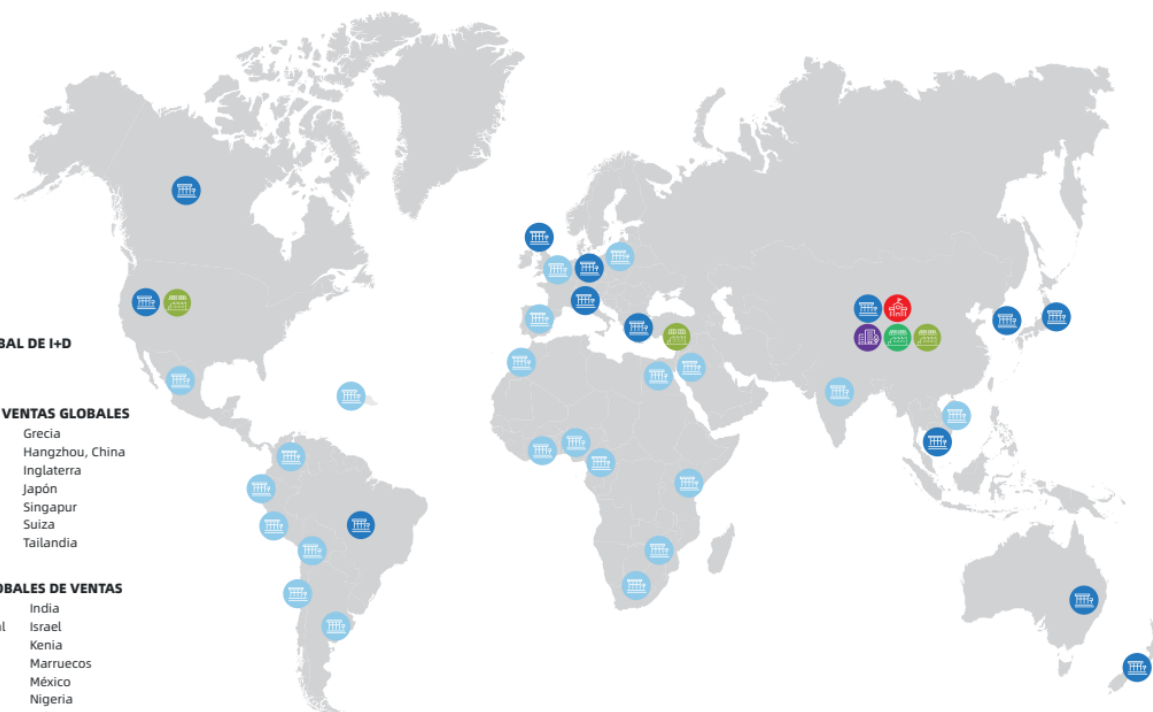 BAL DE I+D
VENTAS GLOBALES
Grecia
Hangzhou, China
Inglaterra
Japón
Singapur
Suiza
Tailandia
OBALES DE VENTAS
India
al Israel
Kenia
Marruecos
México
Nigeria